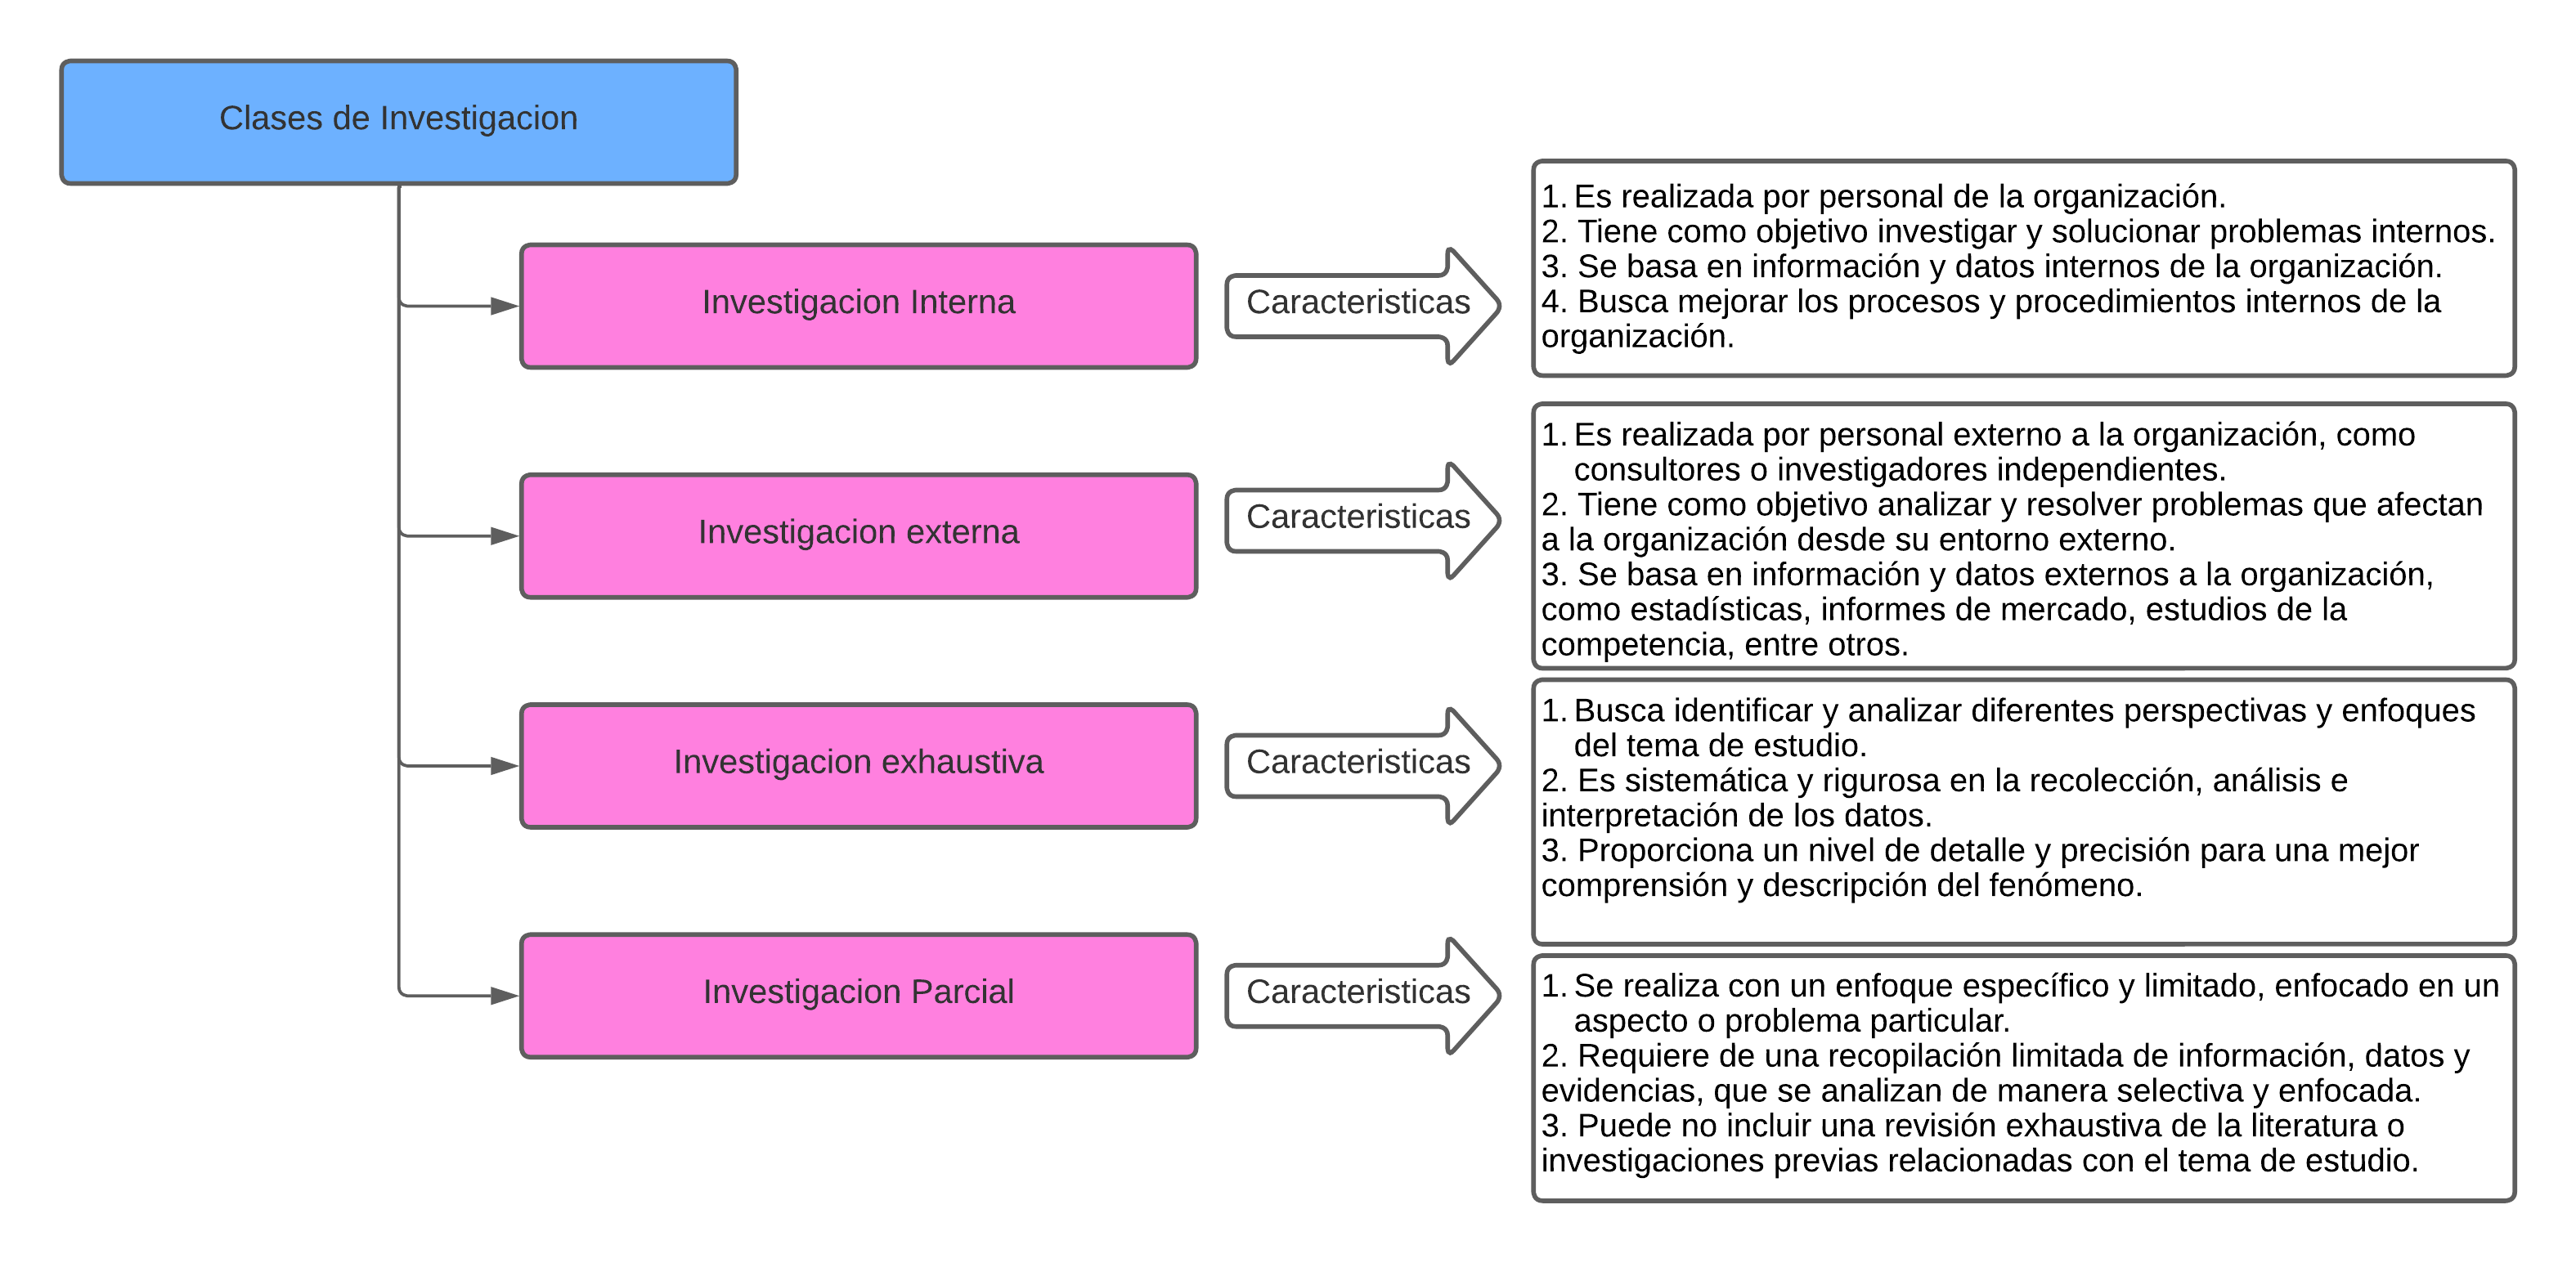 Clases de Investigacion
Investigacion Interna
Caracteristicas
1. Es realizada por personal de la organización.
2. Tiene como objetivo investigar y solucionar problemas internos.
3. Se basa en información y datos internos de la organización.
4. Busca mejorar los procesos y procedimientos internos de la
organización.
Investigacion externa
Caracteristicas
1. Es realizada por personal externo a la organización, como
consultores o investigadores independientes.
2. Tiene como objetivo analizar y resolver problemas que afectan
a la organización desde su entorno externo.
3. Se basa en información y datos externos a la organización,
como estadísticas, informes de mercado, estudios de la
competencia, entre otros.
Investigacion exhaustiva
Caracteristicas
1. Busca identificar y analizar diferentes perspectivas y enfoques
del tema de estudio.
2. Es sistemática y rigurosa en la recolección, análisis e
interpretación de los datos.
3. Proporciona un nivel de detalle y precisión para una mejor
comprensión y descripción del fenómeno.
Investigacion Parcial
Caracteristicas
1. Se realiza con un enfoque específico y limitado, enfocado en un
aspecto o problema particular.
2. Requiere de una recopilación limitada de información, datos y
evidencias, que se analizan de manera selectiva y enfocada.
3. Puede no incluir una revisión exhaustiva de la literatura o
investigaciones previas relacionadas con el tema de estudio.